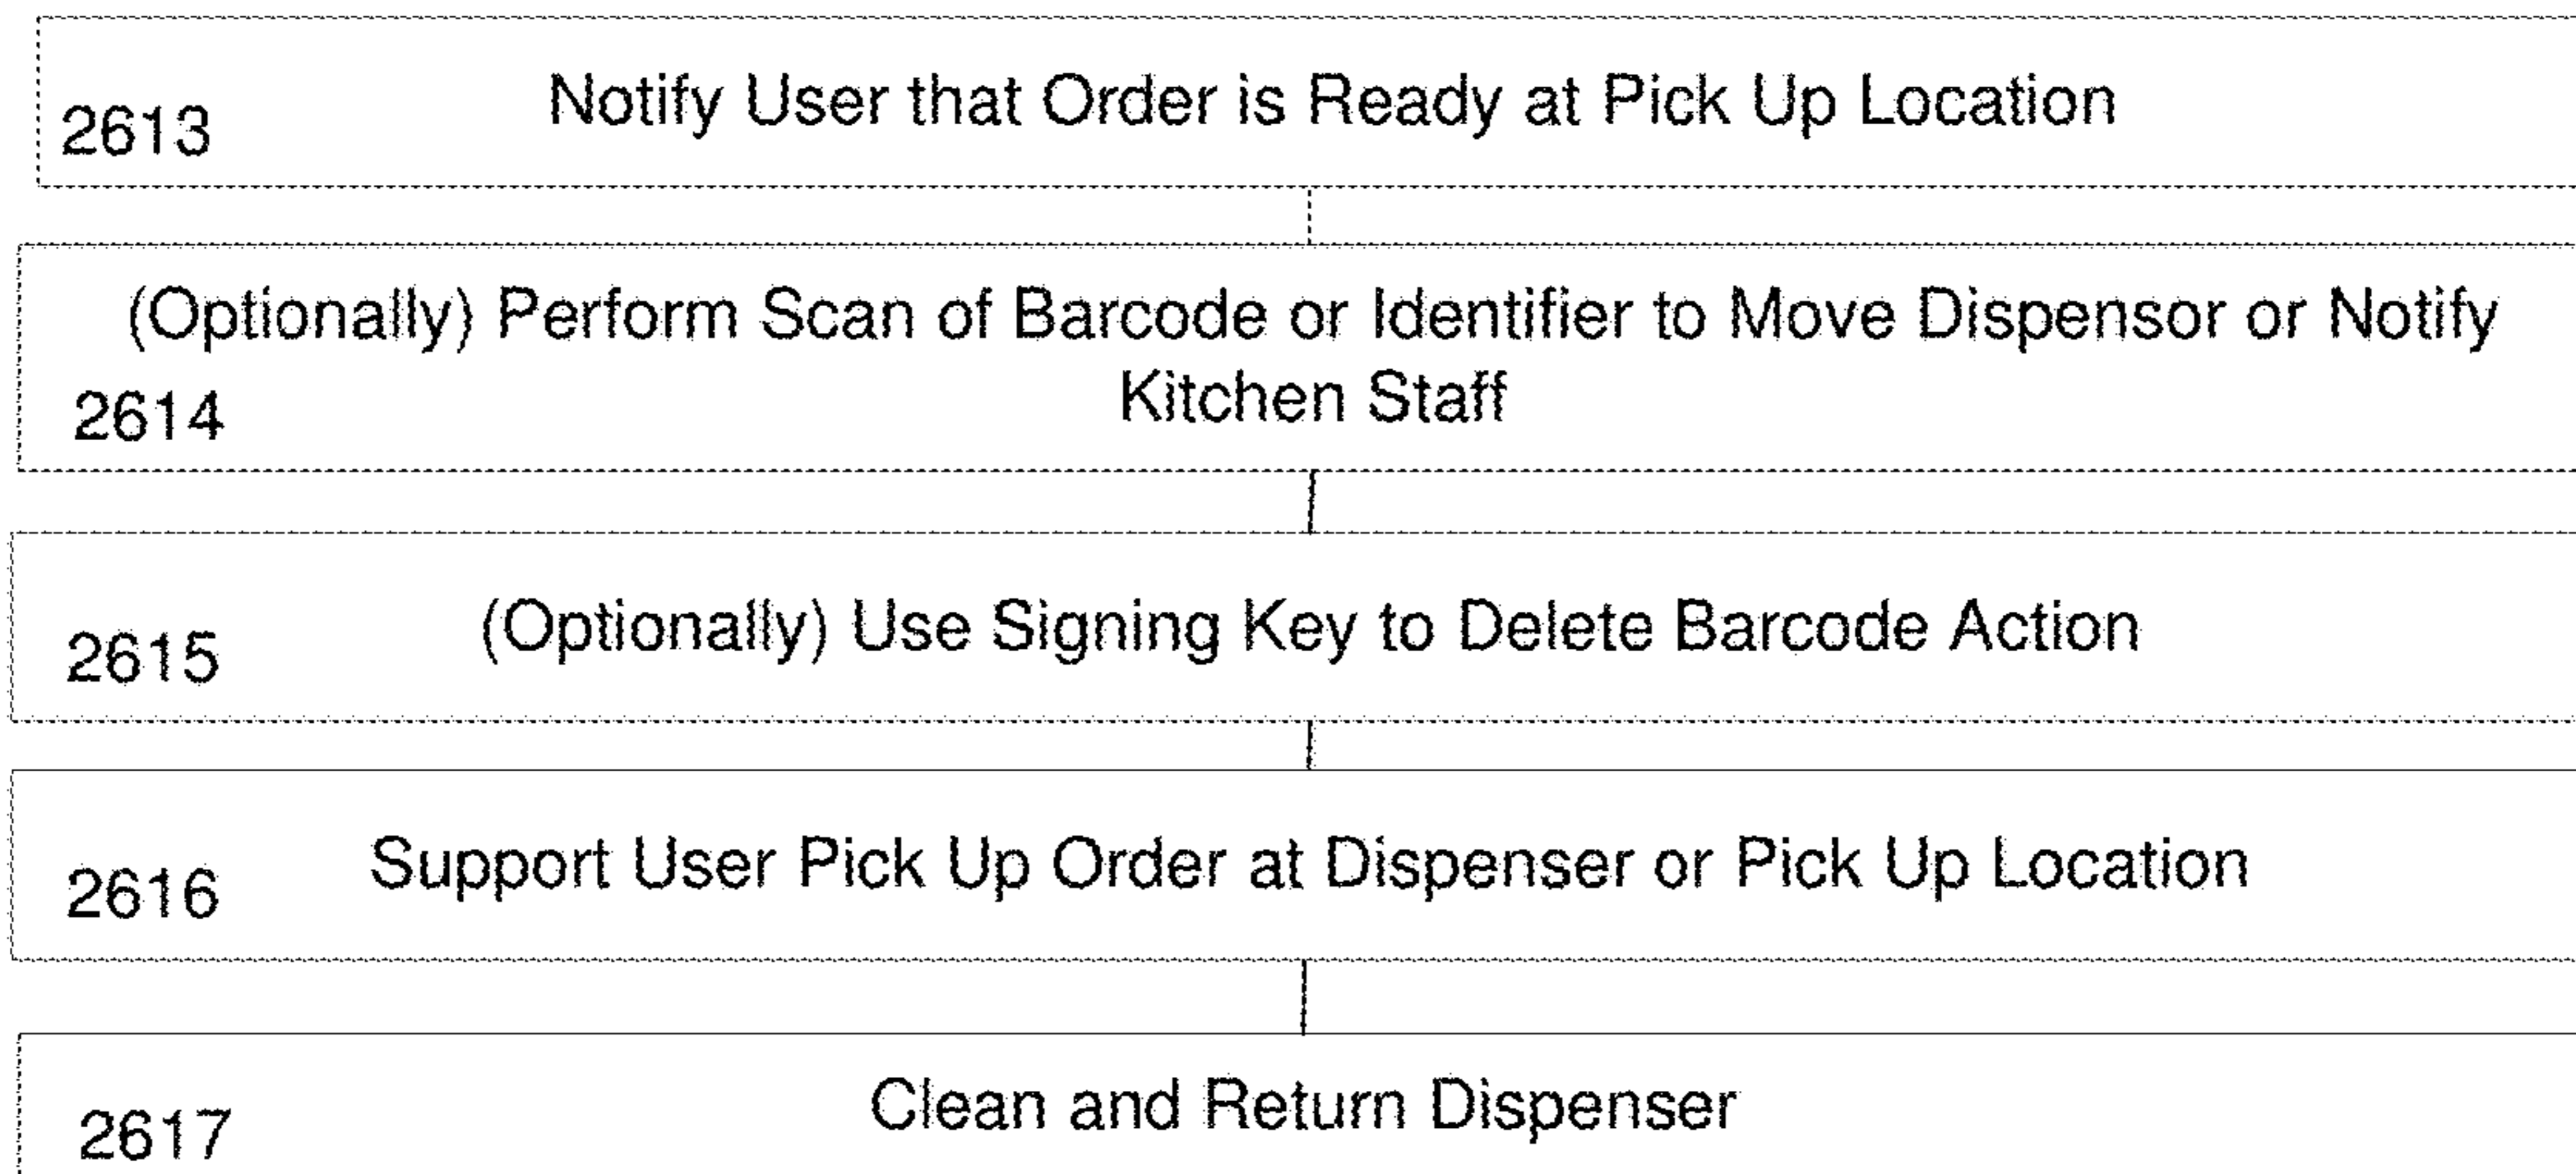 Notify User that Order is Ready at Pick Up Location
2613
(Optionally) Perform Scan of Barcode or Identifier to Move Dispensor or Notify
Kitchen Staff
2614
(Optionally) Use Signing Key to Delete Barcode Action
2615
Support User Pick Up Order at Dispenser or Pick Up Location
2616
Clean and Return Dispenser
2617